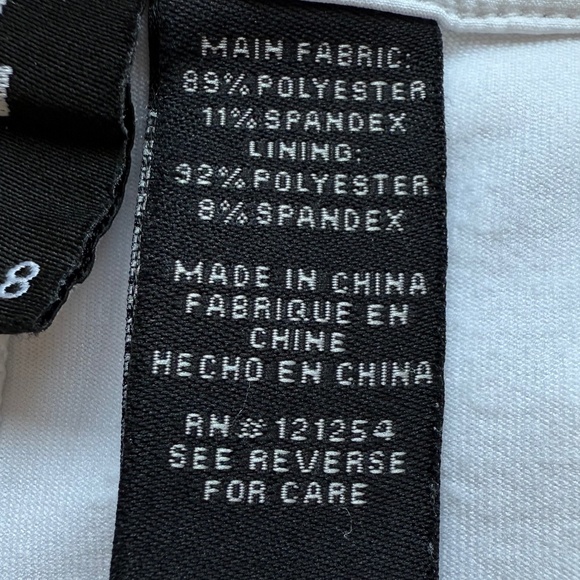 MAIN FABRIC:
89% POLYESTER
11% SPANDEX
LINING:
92% POLYESTER
8% SPANDEX
MADE IN CHINA
FABRIQUE EN
CHINE
HECHO EN CHINA
RN# 121254
SEE REVERSE
FOR CARE
8